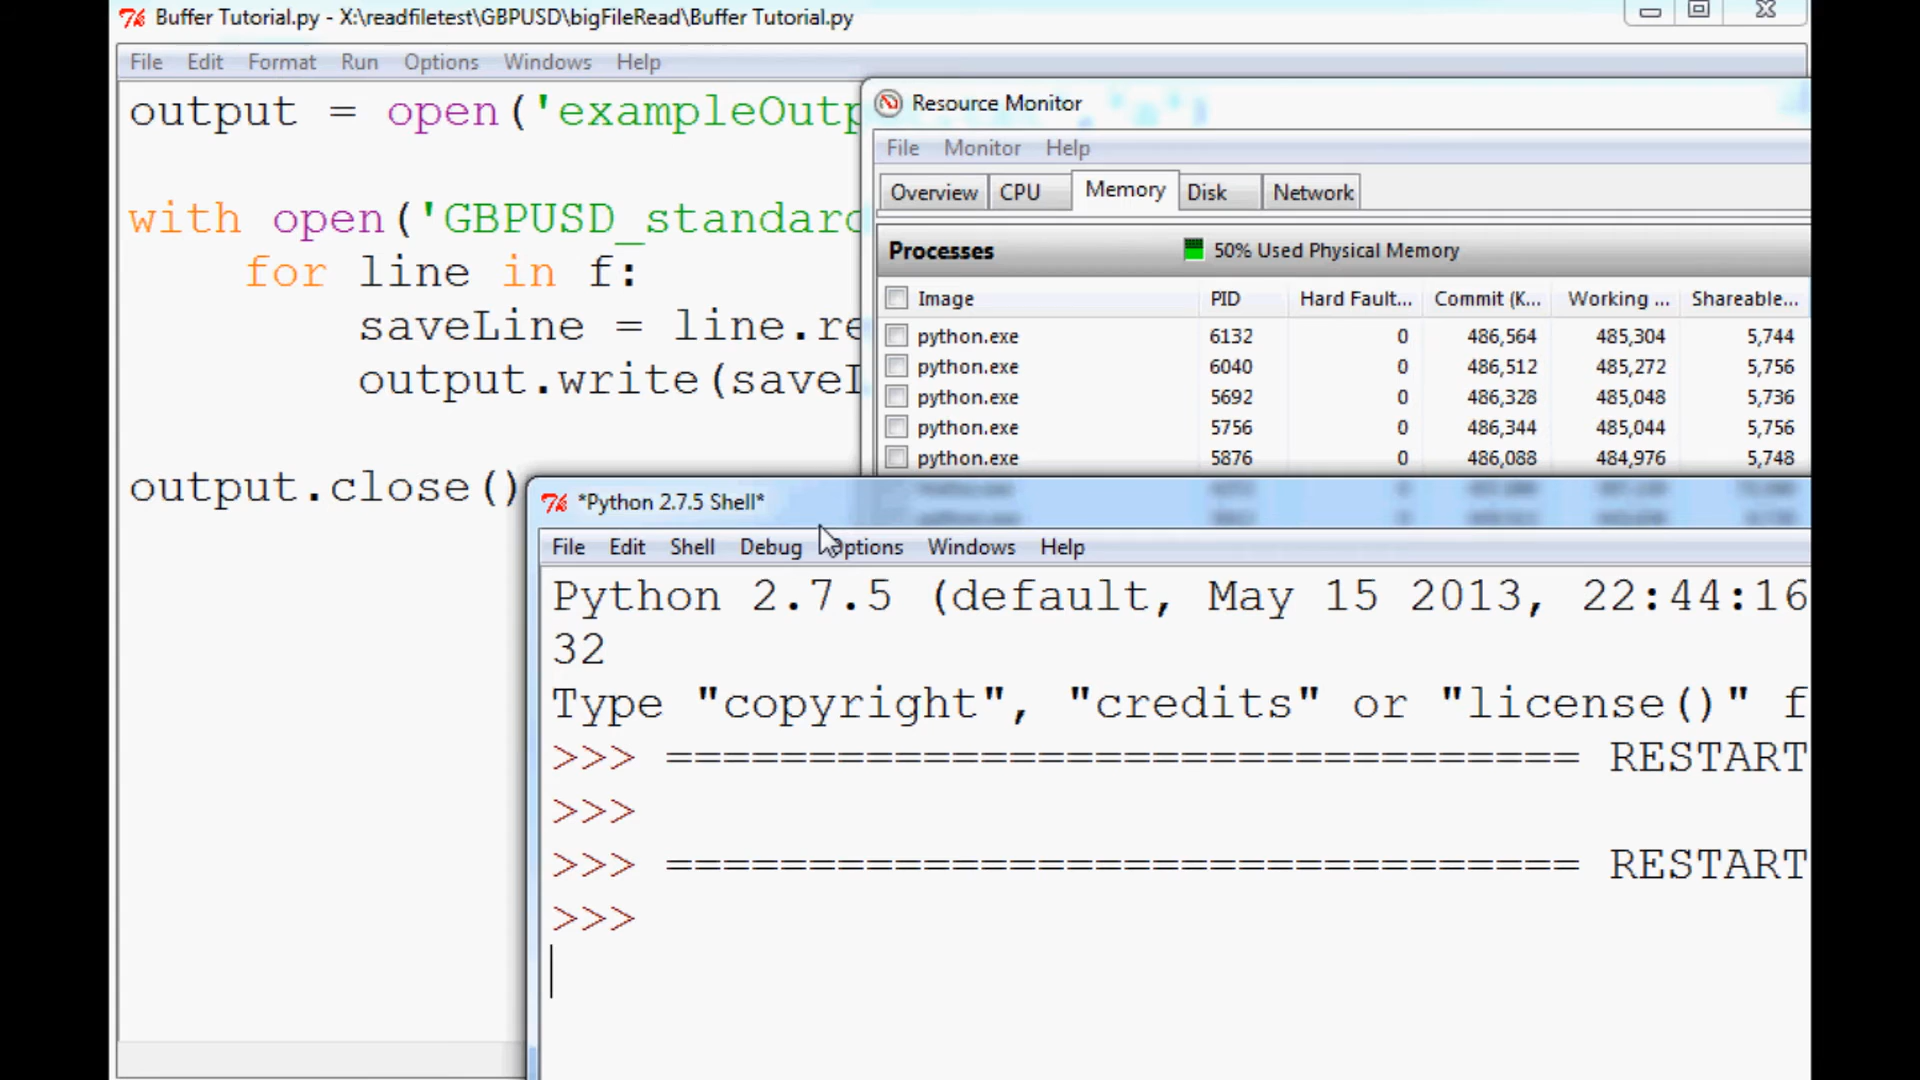 Buffer Tutorial.py - X:\readfiletest\GBPUSD\bigFileRead\Buffer Tutorial.py
File Edit Format Run Options Windows Help
output = open('exampleOutp
with open('GBPUSD_standard
for line in f:
saveLine = line.re
output.write(saveL
output.close()
Resource Monitor
File Monitor Help
Overview CPU Memory Disk Network
Processes 50% Used Physical Memory
Image PID Hard Fault... Commit (K... Working ... Shareable...
python.exe 6132 0 486,564 485,304 5,744
python.exe 6040 0 486,512 485,272 5,756
python.exe 5692 0 486,328 485,048 5,736
python.exe 5756 0 486,344 485,044 5,756
python.exe 5876 0 486,088 484,976 5,748
*Python 2.7.5 Shell*
File Edit Shell Debug Options Windows Help
Python 2.7.5 (default, May 15 2013, 22:44:16
32
Type "copyright", "credits" or "license()" f
>>> ================================ RESTART
>>>
>>> ================================ RESTART
>>>